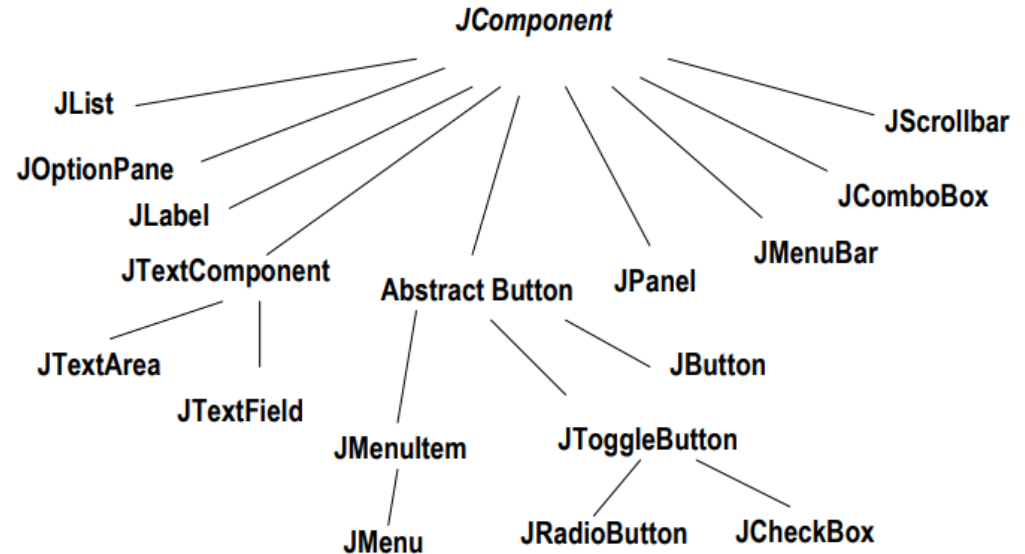 JComponent
JList
JScrollbar
JOptionPane
JComboBox
JLabel
JMenuBar
JTextComponent
Abstract Button
JPanel
JTextArea
JButton
JTextField
JMenuItem
JToggleButton
JMenu
JRadioButton
JCheckBox